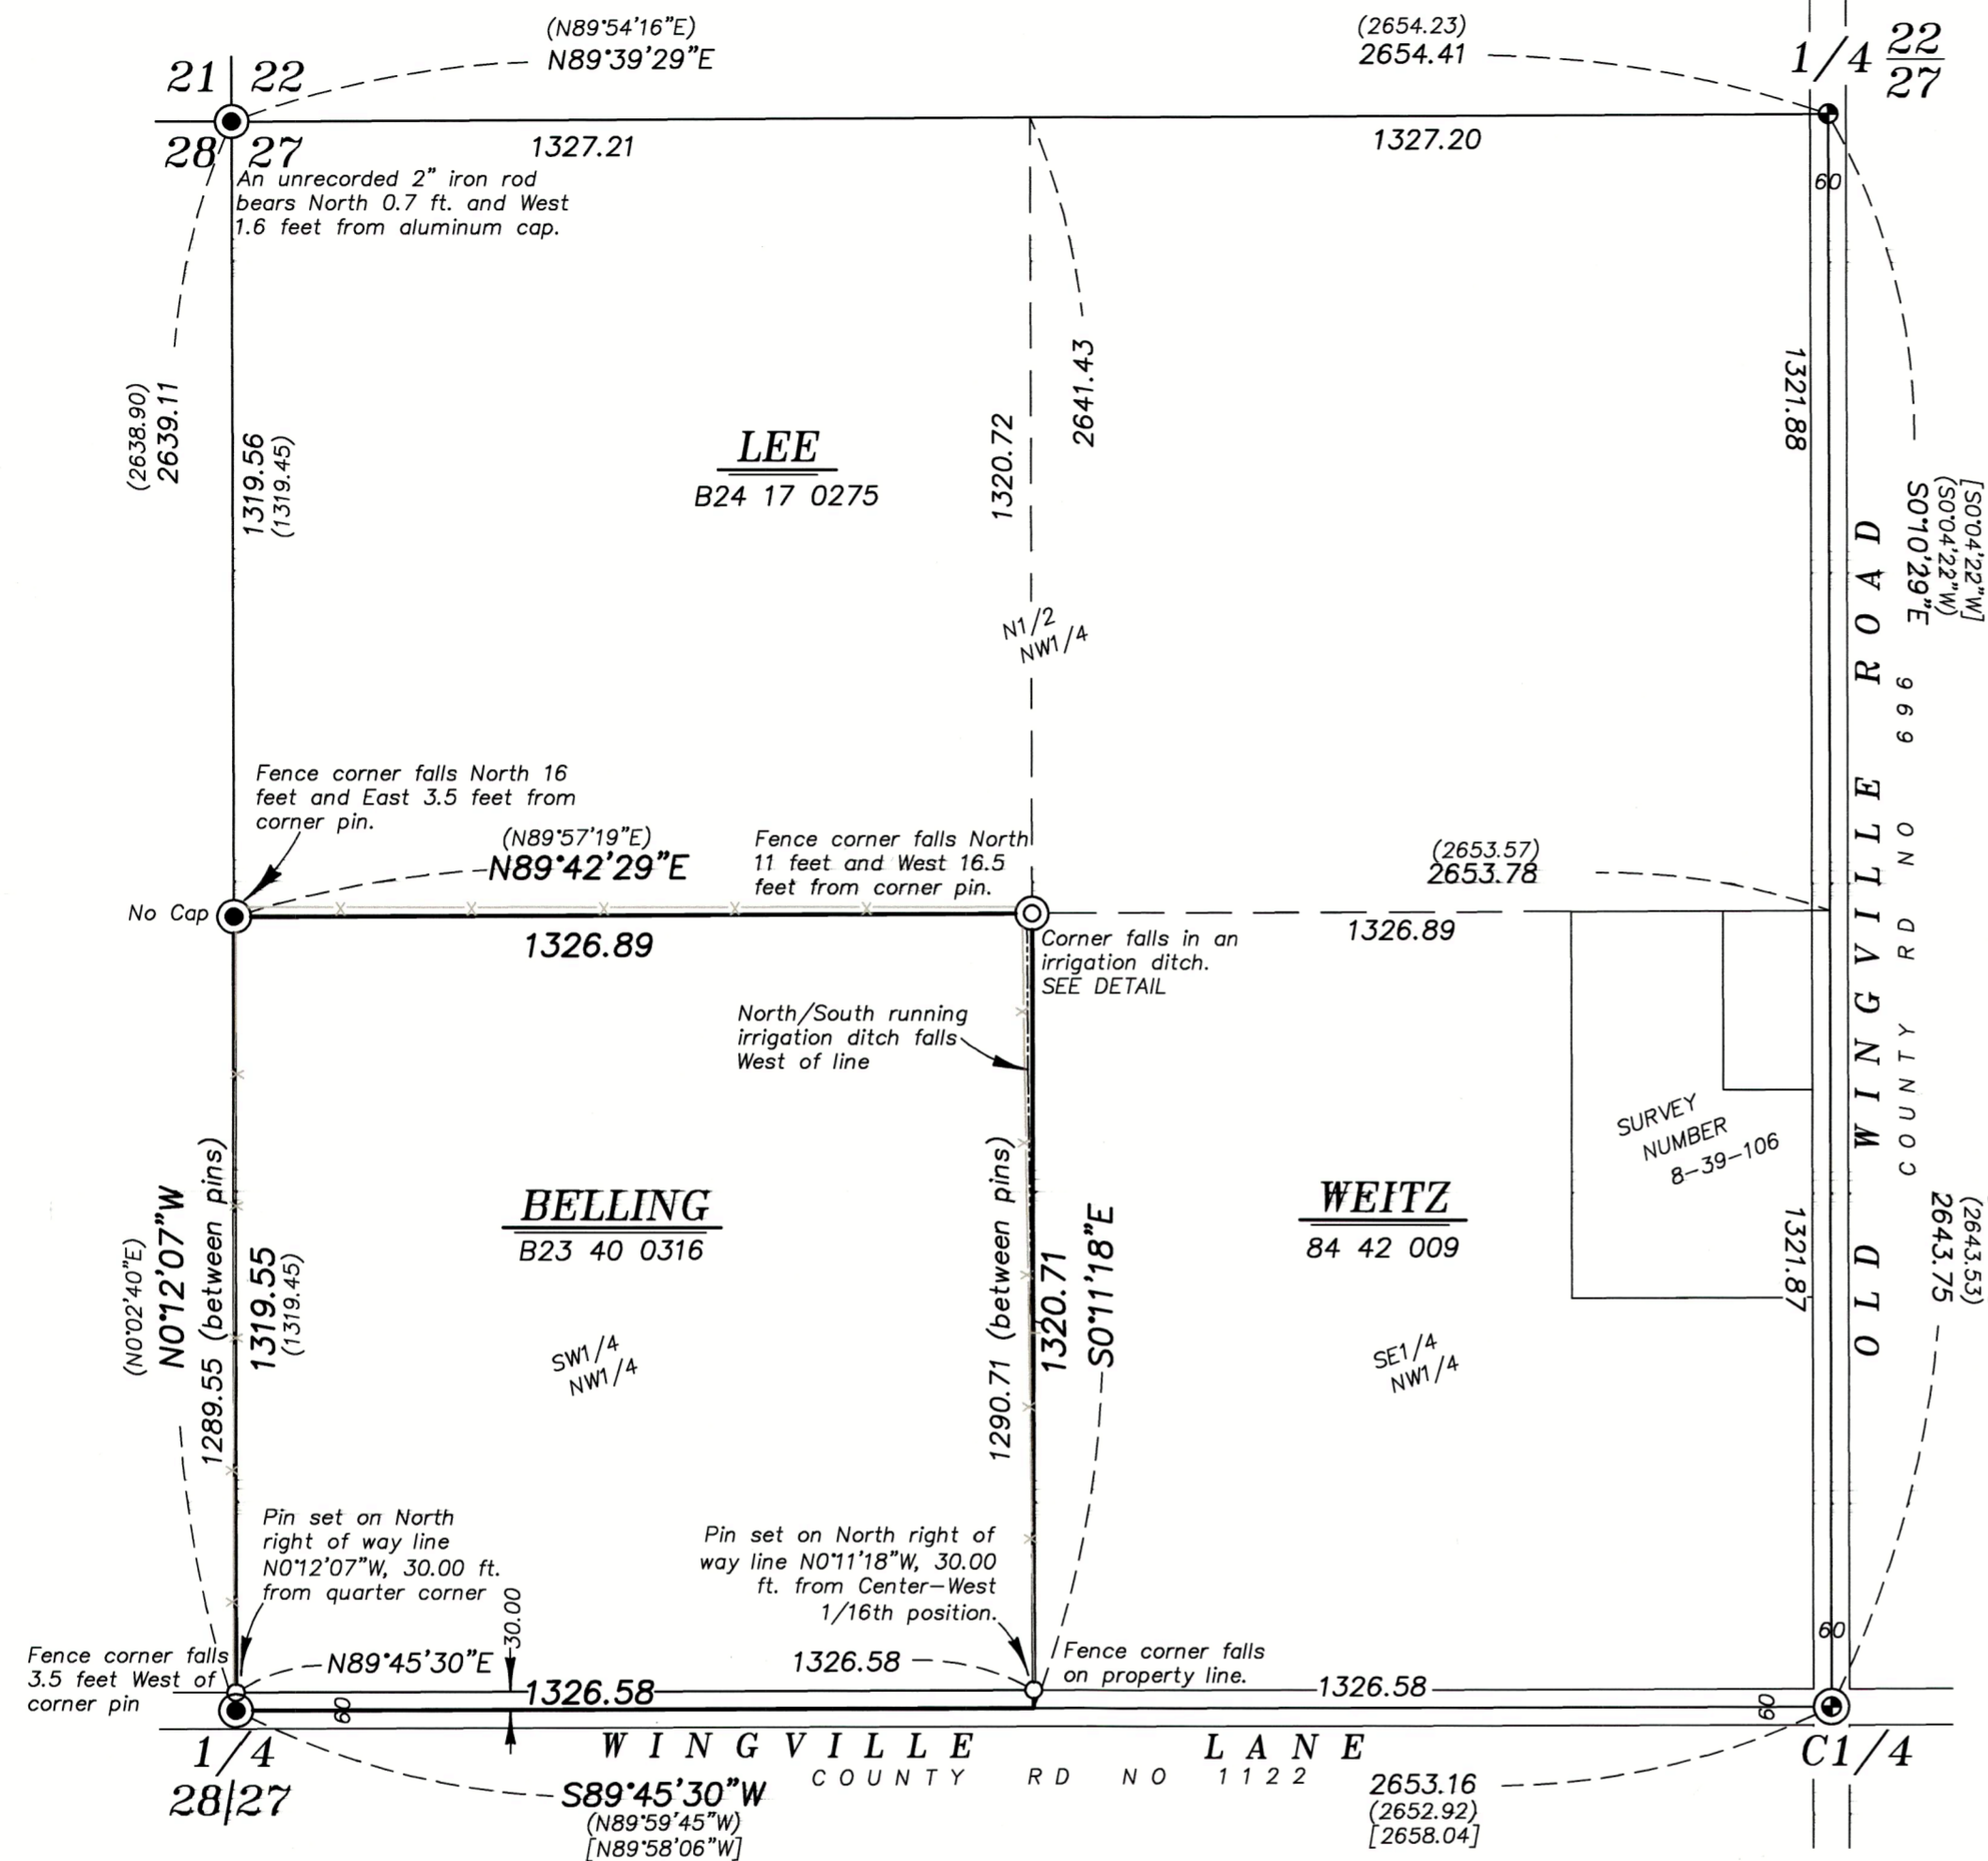 (N89°54'16"E)
N89°39'29"E
(2654.23)
2654.41
1/4 22
27
21 22
28 27
1327.21
1327.20
An unrecorded 2" iron rod
bears North 0.7 ft. and West
1.6 feet from aluminum cap.
60
(2638.90)
2639.11
1319.56
(1319.45)
LEE
B24 17 0275
1320.72
2641.43
1321.88
[S0°04'22"W]
(S0°04'22"W)
S0°10'29"E
N1/2
NW1/4
OLD WINGVILLE ROAD
COUNTY RD NO 969
Fence corner falls North 16
feet and East 3.5 feet from
corner pin.
(N89°57'19"E)
N89°42'29"E
Fence corner falls North
11 feet and West 16.5
feet from corner pin.
(2653.57)
2653.78
No Cap
1326.89
1326.89
Corner falls in an
irrigation ditch.
SEE DETAIL
North/South running
irrigation ditch falls
West of line
SURVEY
NUMBER
8-39-106
(N0°02'40"E)
N0°12'07"W
1289.55 (between pins)
1319.55
(1319.45)
BELLING
B23 40 0316
1290.71 (between pins)
1320.71
S0°11'18"E
WEITZ
84 42 009
1321.87
(2643.53)
2643.75
SW1/4
NW1/4
SE1/4
NW1/4
Pin set on North
right of way line
N0°12'07"W, 30.00 ft.
from quarter corner
Pin set on North right of
way line N0°11'18"W, 30.00
ft. from Center-West
1/16th position.
30.00
60
Fence corner falls
3.5 feet West of
corner pin
N89°45'30"E
1326.58
Fence corner falls
on property line.
1326.58
1326.58
60
60
1/4
28|27
WINGVILLE LANE
COUNTY RD NO 1122
C1/4
S89°45'30"W
(N89°59'45"W)
[N89°58'06"W]
2653.16
(2652.92)
[2658.04]